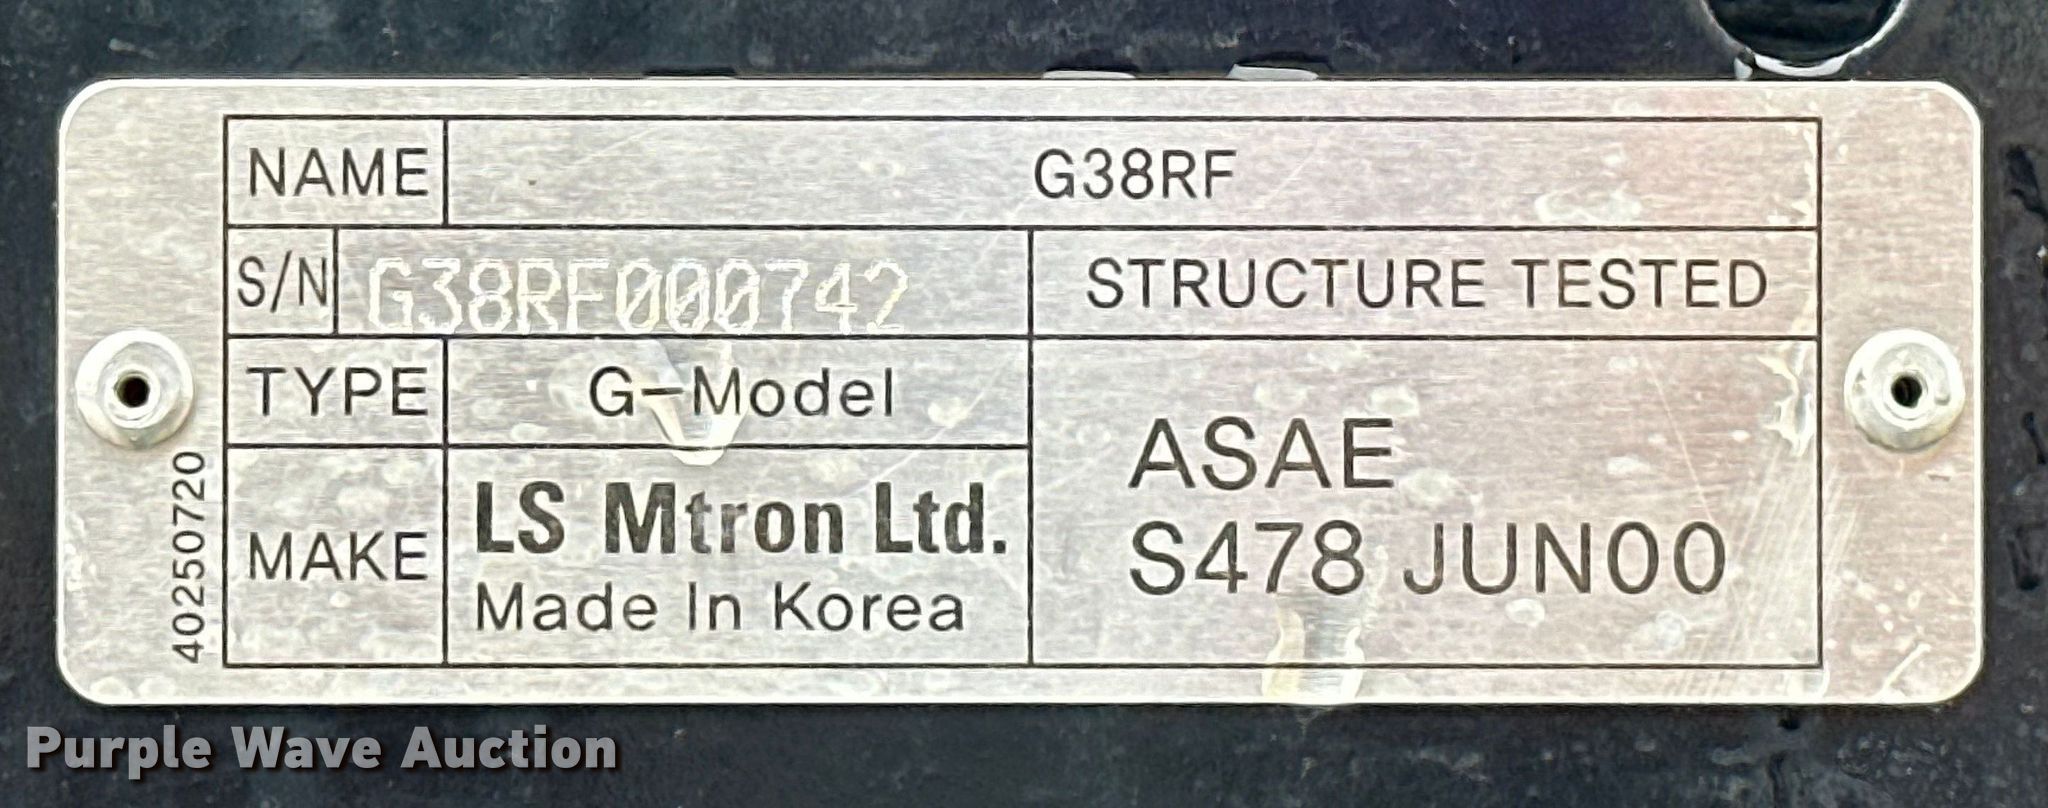 NAME G38RF
S/N G38RF000742 STRUCTURE TESTED
TYPE G-Model
MAKE LS Mtron Ltd.
Made In Korea
ASAE
S478 JUN00
4022507720
Purple Wave Auction